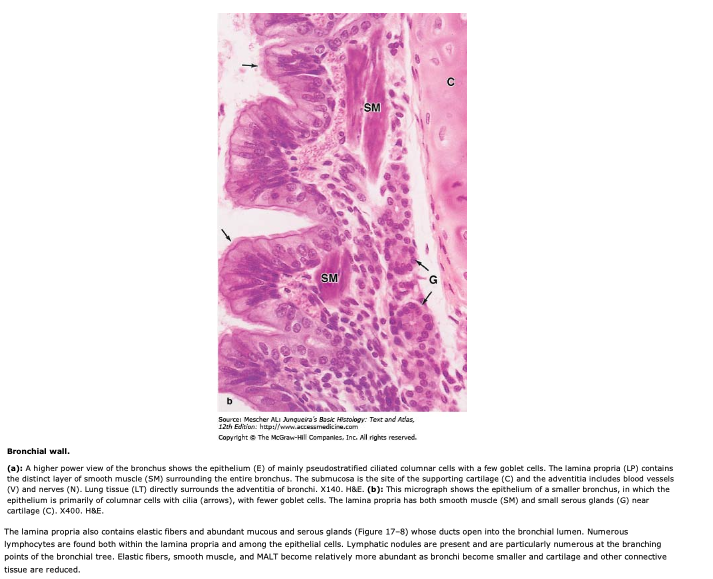 C
SM
SM
G
b
Source: Mescher AL: Junqueira's Basic Histology: Text and Atlas,
12th Edition: http://www.accessmedicine.com
Copyright © The McGraw-Hill Companies, Inc. All rights reserved.
Bronchial wall.
(a): A higher power view of the bronchus shows the epithelium (E) of mainly pseudostratified ciliated columnar cells with a few goblet cells. The lamina propria (LP) contains
the distinct layer of smooth muscle (SM) surrounding the entire bronchus. The submucosa is the site of the supporting cartilage (C) and the adventitia includes blood vessels
(V) and nerves (N). Lung tissue (LT) directly surrounds the adventitia of bronchi. X140. H&E. (b): This micrograph shows the epithelium of a smaller bronchus, in which the
epithelium is primarily of columnar cells with cilia (arrows), with fewer goblet cells. The lamina propria has both smooth muscle (SM) and small serous glands (G) near
cartilage (C). X400. H&E.
The lamina propria also contains elastic fibers and abundant mucous and serous glands (Figure 17–8) whose ducts open into the bronchial lumen. Numerous
lymphocytes are found both within the lamina propria and among the epithelial cells. Lymphatic nodules are present and are particularly numerous at the branching
points of the bronchial tree. Elastic fibers, smooth muscle, and MALT become relatively more abundant as bronchi become smaller and cartilage and other connective
tissue are reduced.